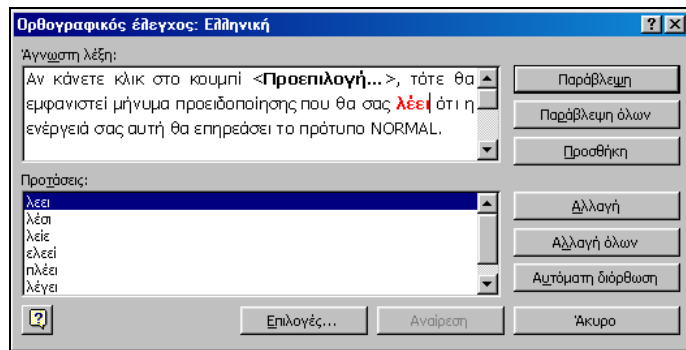 Ορθογραφικός έλεγχος: Ελληνική
Άγνωστη λέξη:
Αν κάνετε κλικ στο κουμπί <Προεπιλογή...>, τότε θα
εμφανιστεί μήνυμα προειδοποίησης που θα σας λέει ότι η
ενέργειά σας αυτή θα επηρεάσει το πρότυπο NORMAL.
Παράβλεψη
Παράβλεψη όλων
Προσθήκη
Προτάσεις:
λεει
λέσι
λείε
ελεεί
πλέει
λέγει
Αλλαγή
Αλλαγή όλων
Αυτόματη διόρθωση
Επιλογές...
Αναίρεση
Άκυρο